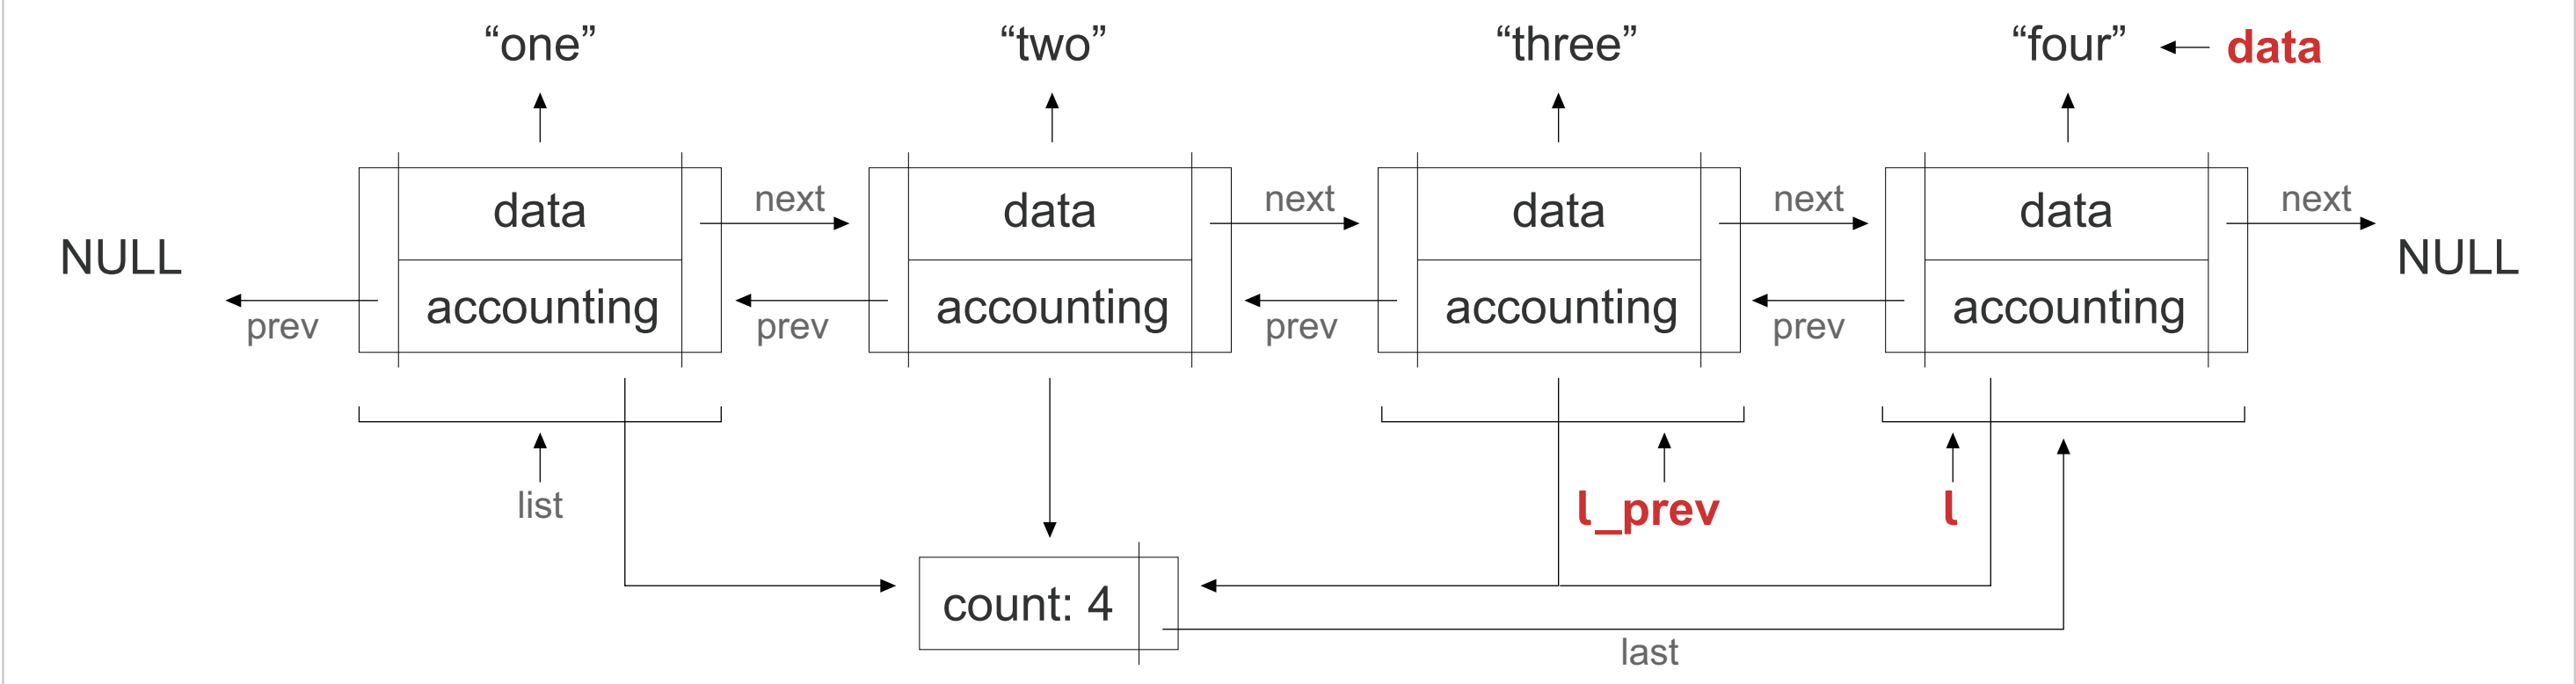 “one” “two” “three” “four” data
data next data next data next data next
NULL NULL
accounting accounting accounting accounting
prev prev prev prev
list l_prev l
count: 4
last